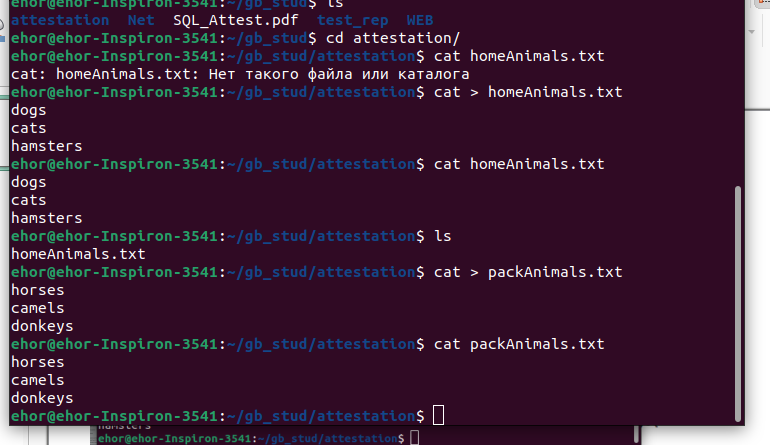 ehor@ehor-Inspiron-3541:~/gb_stud$ ls
attestation  Net  SQL_Attest.pdf  test_rep  WEB
ehor@ehor-Inspiron-3541:~/gb_stud$ cd attestation/
ehor@ehor-Inspiron-3541:~/gb_stud/attestation$ cat homeAnimals.txt
cat: homeAnimals.txt: Нет такого файла или каталога
ehor@ehor-Inspiron-3541:~/gb_stud/attestation$ cat > homeAnimals.txt
dogs
cats
hamsters
ehor@ehor-Inspiron-3541:~/gb_stud/attestation$ cat homeAnimals.txt
dogs
cats
hamsters
ehor@ehor-Inspiron-3541:~/gb_stud/attestation$ ls
homeAnimals.txt
ehor@ehor-Inspiron-3541:~/gb_stud/attestation$ cat > packAnimals.txt
horses
camels
donkeys
ehor@ehor-Inspiron-3541:~/gb_stud/attestation$ cat packAnimals.txt
horses
camels
donkeys
ehor@ehor-Inspiron-3541:~/gb_stud/attestation$
hamsters
ehor@ehor-Inspiron-3541:~/gb_stud/attestation$